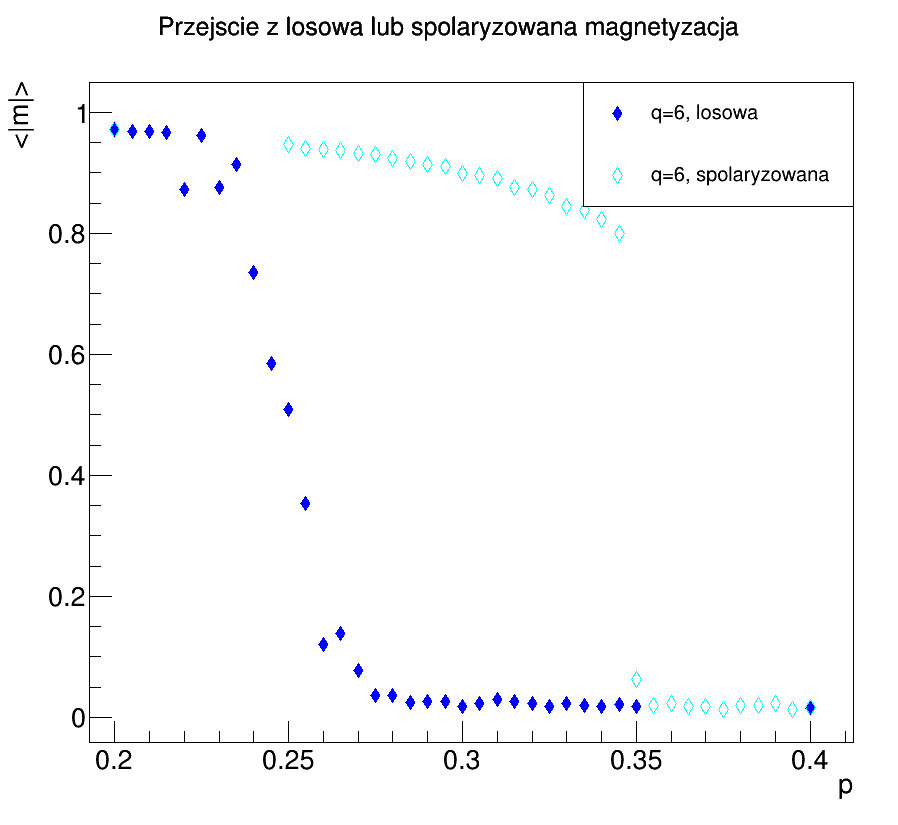 Przejscie z losowa lub spolaryzowana magnetyzacja
<|m|>
q=6, losowa
q=6, spolaryzowana
1
0.8
0.6
0.4
0.2
0
0.2 0.25 0.3 0.35 0.4
p